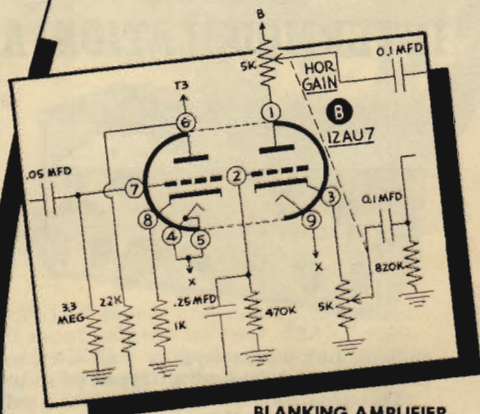 INTERMODULATION A
B
5K
HOR
GAIN
0.1 MFD
B
12AU7
T3
6
1
.05 MFD
7
2
3
8
4
5
9
X
X
0.1 MFD
3.3
MEG
22K
1K
.25 MFD
470K
5K
820K
BLANKING AMPLIFIER